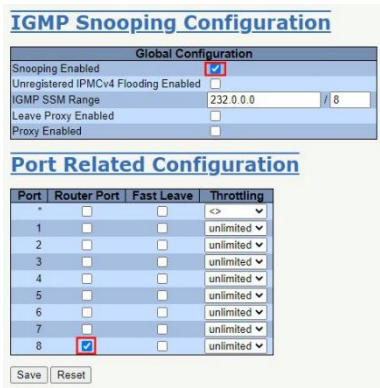 IGMP Snooping Configuration
Global Configuration
Snooping Enabled
Unregistered IPMCv4 Flooding Enabled
IGMP SSM Range 232.0.0.0 / 8
Leave Proxy Enabled
Proxy Enabled
Port Related Configuration
Port Router Port Fast Leave Throttling
* <>
1 unlimited
2 unlimited
3 unlimited
4 unlimited
5 unlimited
6 unlimited
7 unlimited
8 unlimited
Save Reset